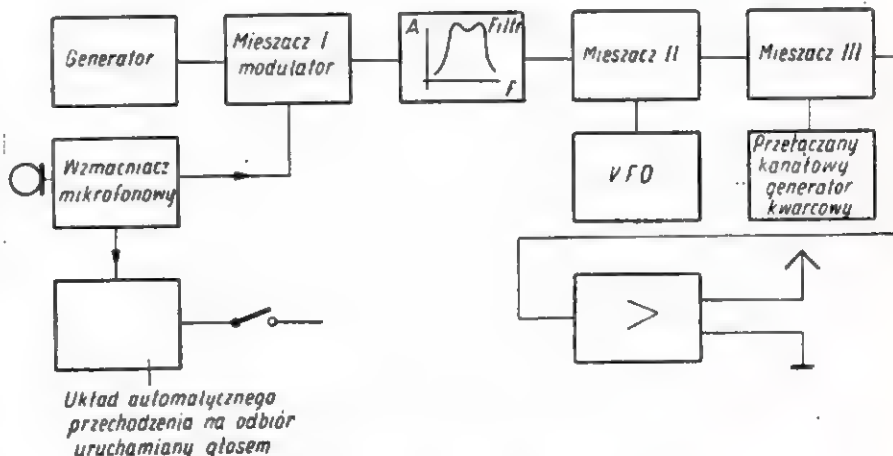 Generator
Mieszacz I
modulator
A
Filtr
F
Mieszacz II
Mieszacz III
Wzmacniacz
mikrofonowy
VFO
Przełączany
kanałowy
generator
kwarcowy
>
Układ automatycznego
przechodzenia na odbiór
uruchamiany głosem